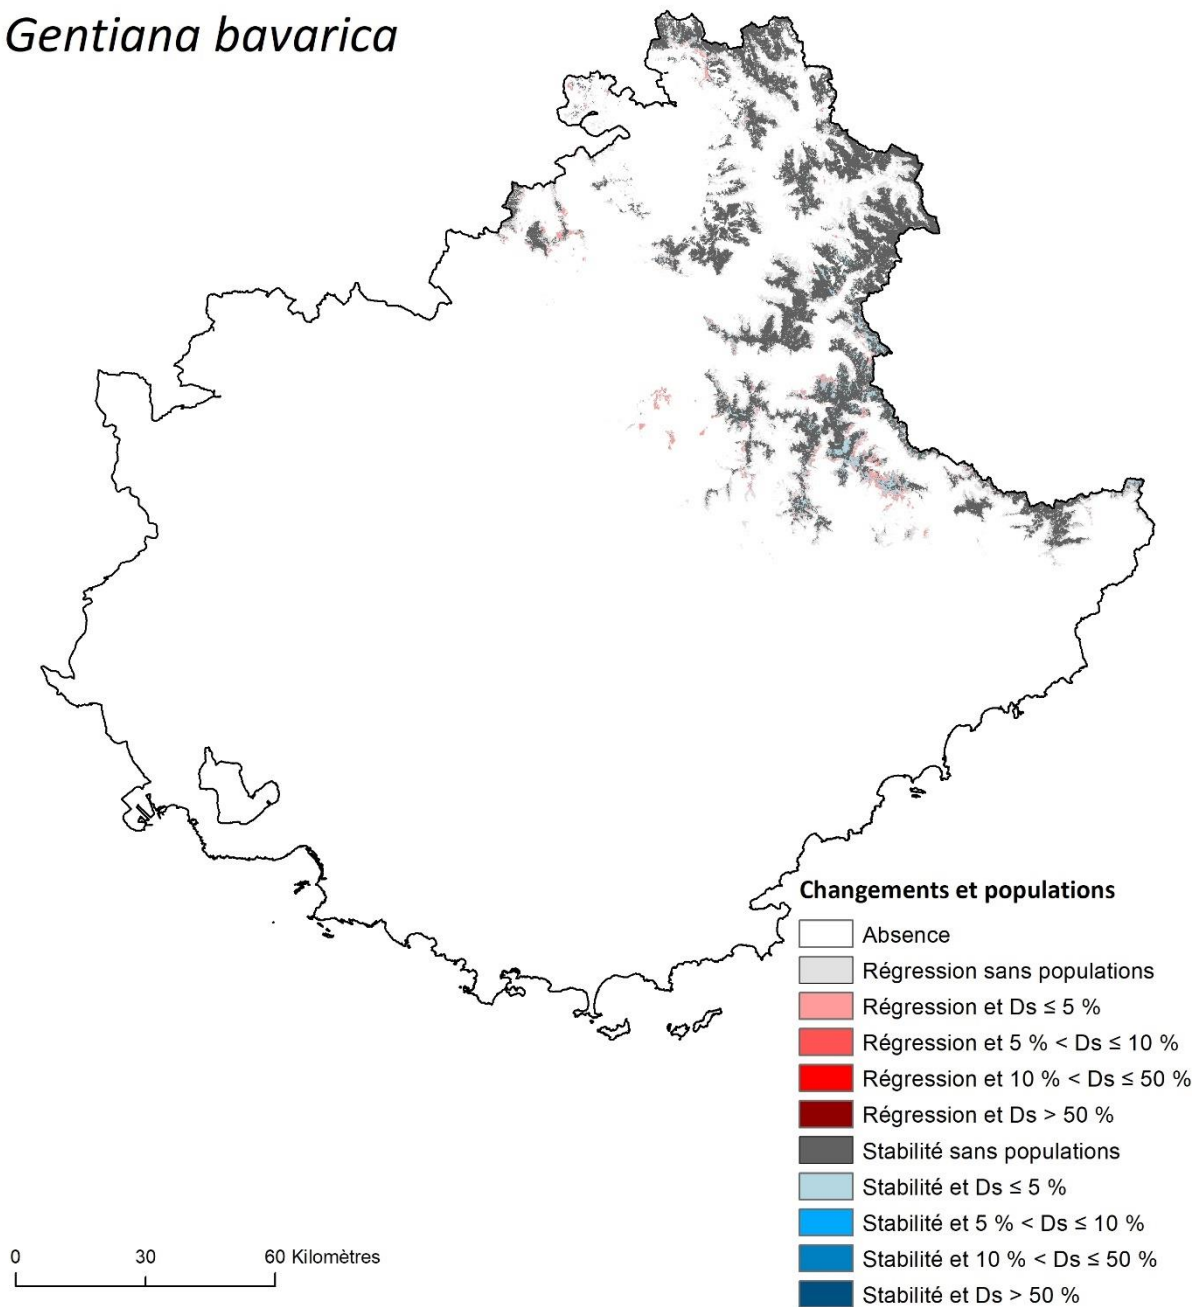 Gentiana bavarica
Changements et populations
Absence
Régression sans populations
Régression et Ds ≤ 5 %
Régression et 5 % < Ds ≤ 10 %
Régression et 10 % < Ds ≤ 50 %
Régression et Ds > 50 %
Stabilité sans populations
Stabilité et Ds ≤ 5 %
Stabilité et 5 % < Ds ≤ 10 %
Stabilité et 10 % < Ds ≤ 50 %
Stabilité et Ds > 50 %
0 30 60 Kilomètres